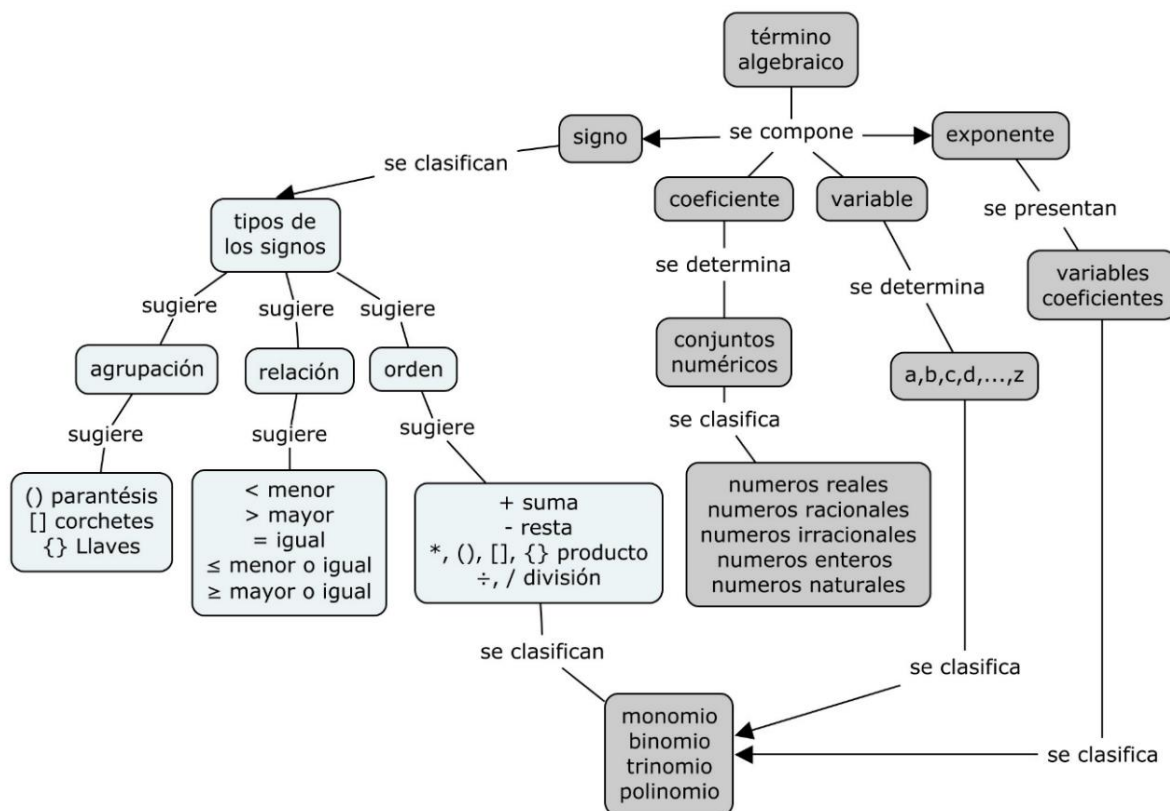 término
algebraico
signo
se compone
exponente
se clasifican
coeficiente
variable
se presentan
tipos de
los signos
se determina
se determina
variables
coeficientes
sugiere
sugiere
sugiere
agrupación
relación
orden
conjuntos
numéricos
a,b,c,d,...,z
sugiere
sugiere
sugiere
se clasifica
() parantésis
[] corchetes
{} Llaves
< menor
> mayor
= igual
≤ menor o igual
≥ mayor o igual
+ suma
- resta
*, (), [], {} producto
÷, / división
numeros reales
numeros racionales
numeros irracionales
numeros enteros
numeros naturales
se clasifican
se clasifica
monomio
binomio
trinomio
polinomio
se clasifica